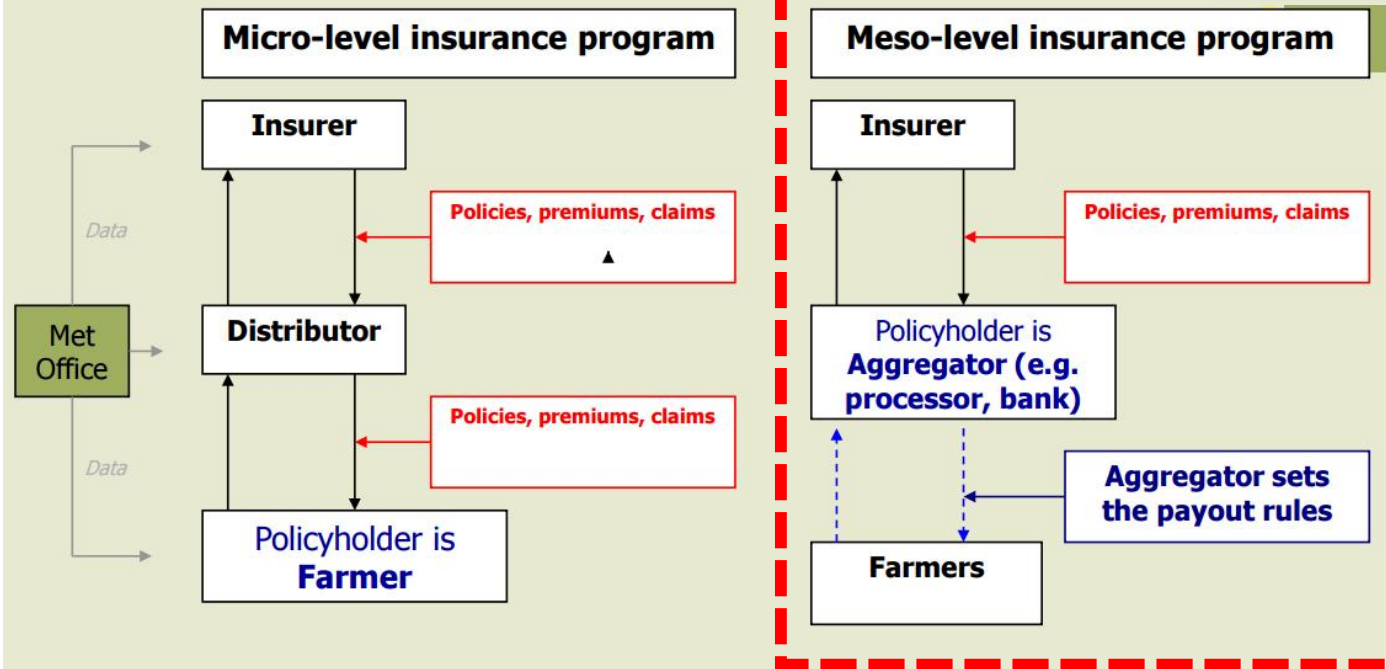 Micro-level insurance program
Insurer
Policies, premiums, claims
Data
Met
Office
Distributor
Policies, premiums, claims
Data
Policyholder is
Farmer
Meso-level insurance program
Insurer
Policies, premiums, claims
Policyholder is
Aggregator (e.g.
processor, bank)
Aggregator sets
the payout rules
Farmers